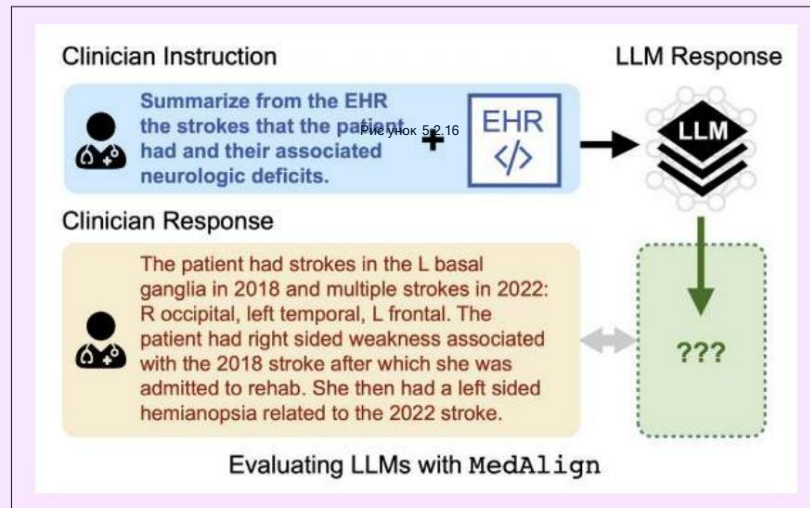 Clinician Instruction
LLM Response
Summarize from the EHR
the strokes that the patient
had and their associated
neurologic deficits.
Рисунок 5.2.16
+
EHR
</>
LLM
Clinician Response
The patient had strokes in the L basal
ganglia in 2018 and multiple strokes in 2022:
R occipital, left temporal, L frontal. The
patient had right sided weakness associated
with the 2018 stroke after which she was
admitted to rehab. She then had a left sided
hemianopsia related to the 2022 stroke.
???
Evaluating LLMs with MedAlign